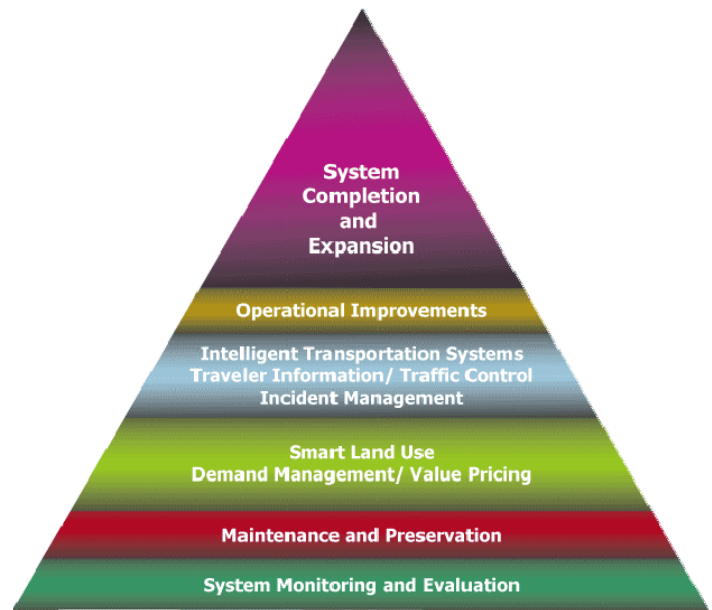 System
Completion
and
Expansion
Operational Improvements
Intelligent Transportation Systems
Traveler Information/ Traffic Control
Incident Management
Smart Land Use
Demand Management/ Value Pricing
Maintenance and Preservation
System Monitoring and Evaluation